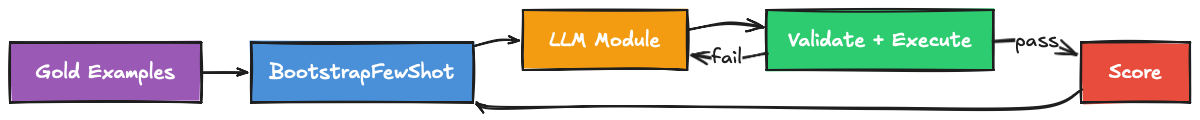 Gold Examples
BootstrapFewShot
LLM Module
fail
Validate + Execute
pass
Score